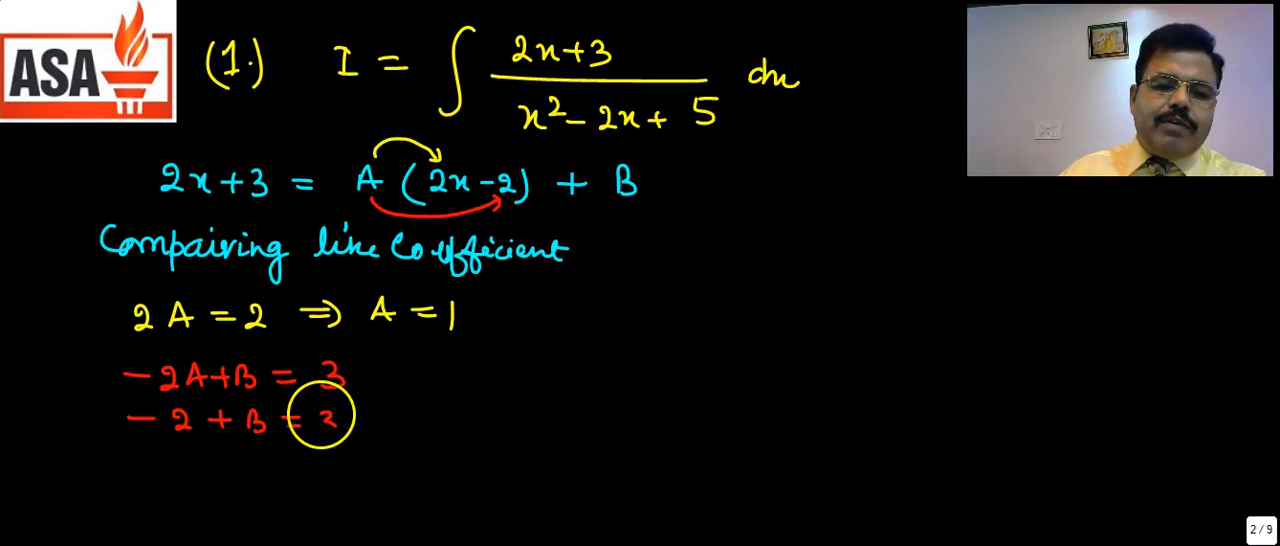 ASA
(1.) I = ∫ (2x+3)/(x² - 2x + 5) dx
2x+3 = A (2x-2) + B
Compairing like Coefficient
2A = 2 ⇒ A = 1
-2A+B = 3
-2 + B = 3
2/9